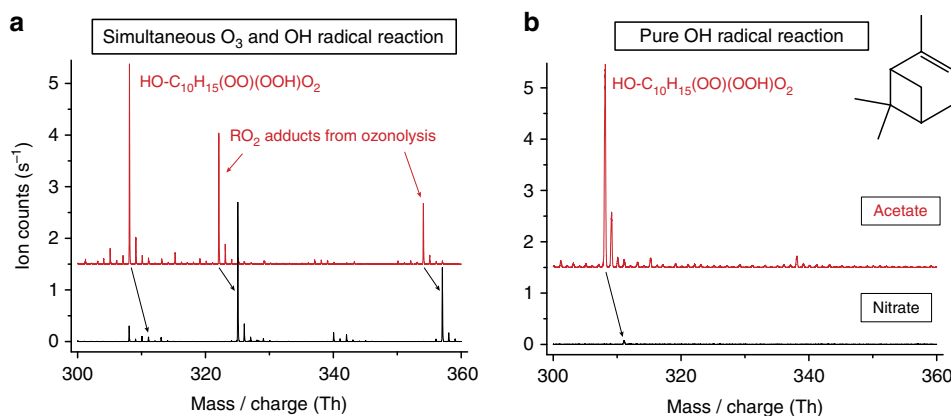 a
Simultaneous O₃ and OH radical reaction
HO-C₁₀H₁₅(OO)(OOH)O₂
RO₂ adducts from ozonolysis
Ion counts (s⁻¹)
5
4
3
2
1
0
300
320
340
360
Mass / charge (Th)
b
Pure OH radical reaction
HO-C₁₀H₁₅(OO)(OOH)O₂
Acetate
Nitrate
5
4
3
2
1
0
300
320
340
360
Mass / charge (Th)